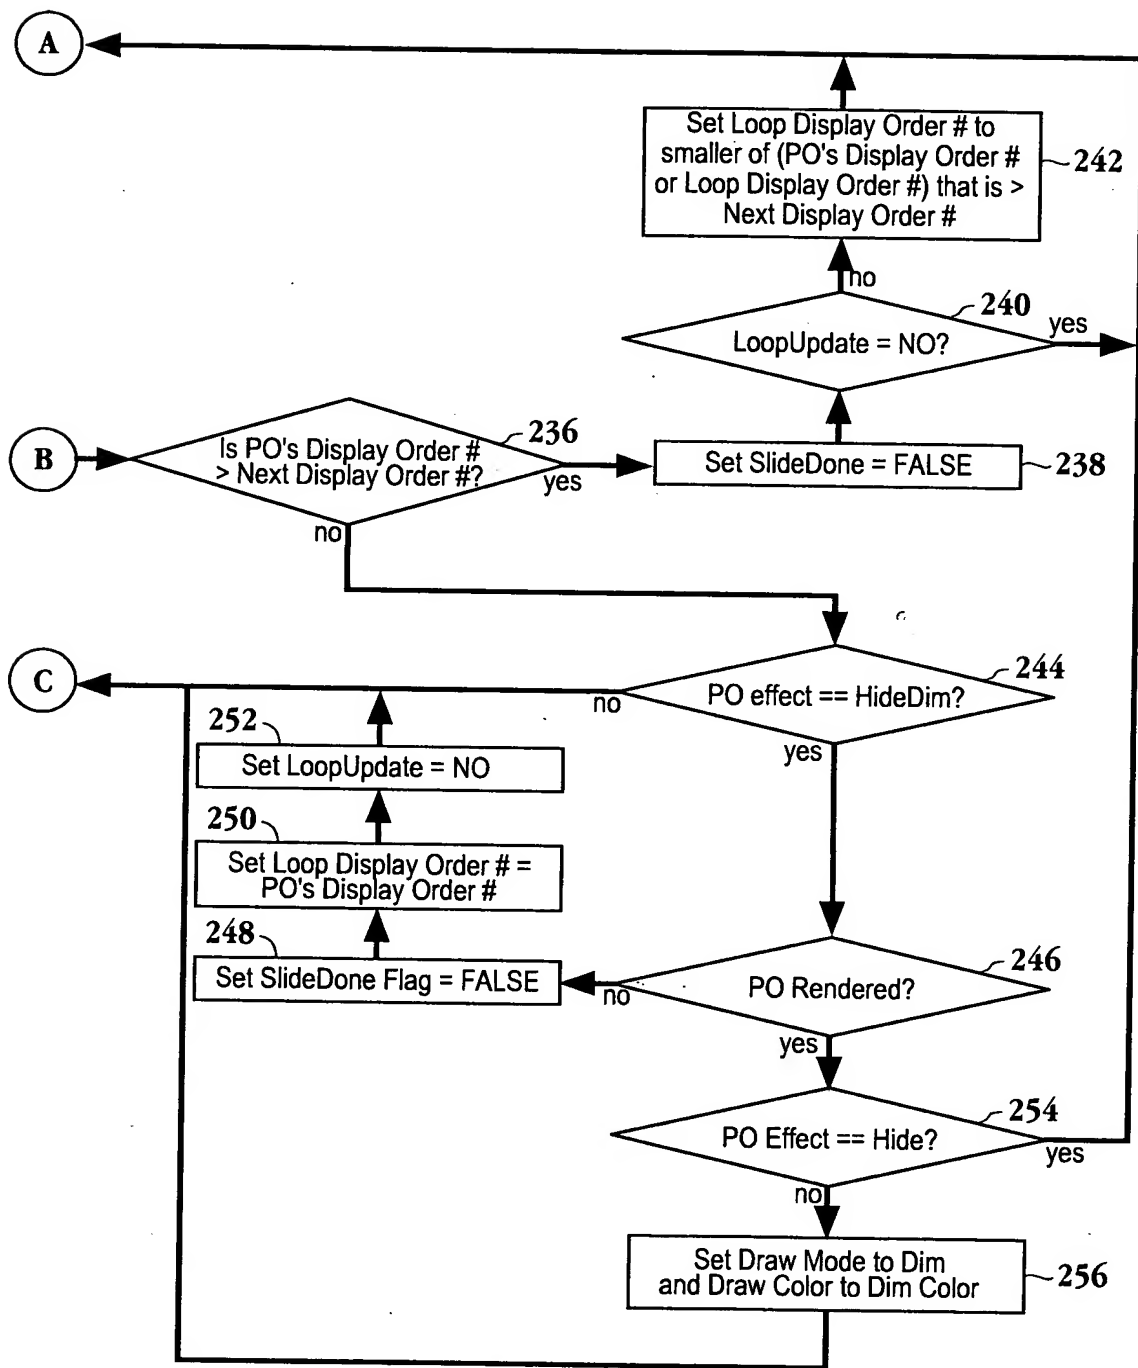 A
Set Loop Display Order # to
smaller of (PO's Display Order #
or Loop Display Order #) that is >
Next Display Order #
242
no
240
LoopUpdate = NO?
yes
B
Is PO's Display Order #
> Next Display Order #?
236
yes
Set SlideDone = FALSE
238
no
C
PO effect == HideDim?
244
no
yes
252
Set LoopUpdate = NO
250
Set Loop Display Order # =
PO's Display Order #
248
Set SlideDone Flag = FALSE
no
PO Rendered?
246
yes
PO Effect == Hide?
254
yes
no
Set Draw Mode to Dim
and Draw Color to Dim Color
256